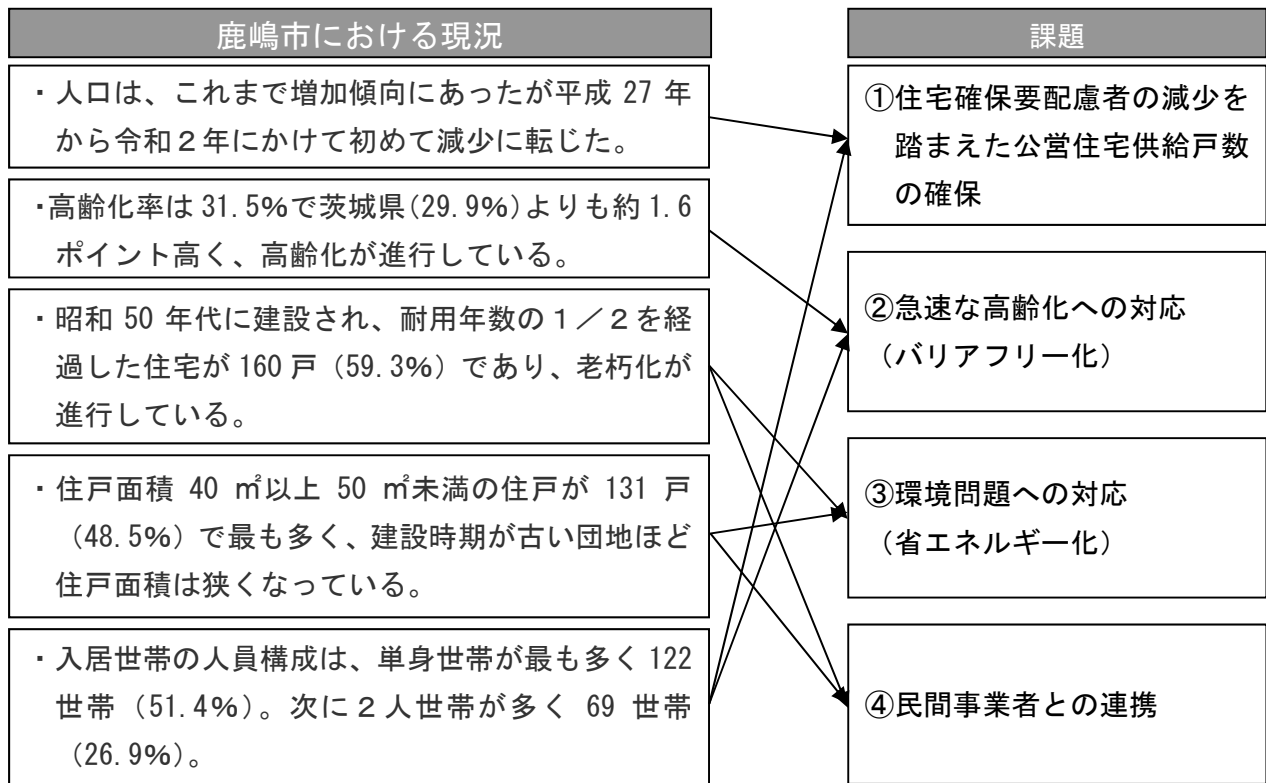 鹿嶋市における現況
・人口は、これまで増加傾向にあったが平成 27 年
から令和２年にかけて初めて減少に転じた。
・高齢化率は 31.5％で茨城県(29.9％)よりも約 1.6
ポイント高く、高齢化が進行している。
・昭和 50 年代に建設され、耐用年数の１／２を経
過した住宅が 160 戸（59.3％）であり、老朽化が
進行している。
・住戸面積 40 ㎡以上 50 ㎡未満の住戸が 131 戸
（48.5％）で最も多く、建設時期が古い団地ほど
住戸面積は狭くなっている。
・入居世帯の人員構成は、単身世帯が最も多く 122
世帯（51.4％）。次に２人世帯が多く 69 世帯
（26.9％）。
課題
①住宅確保要配慮者の減少を
踏まえた公営住宅供給戸数
の確保
②急速な高齢化への対応
（バリアフリー化）
③環境問題への対応
（省エネルギー化）
④民間事業者との連携